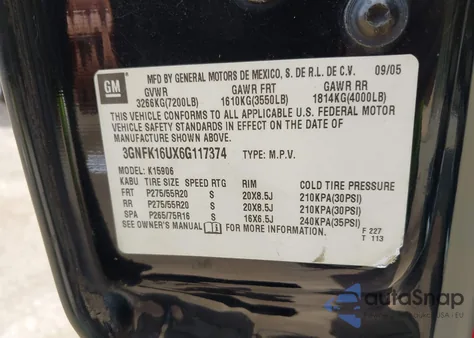 GM
MFD BY GENERAL MOTORS DE MEXICO, S. DE R.L. DE C.V. 09/05
GVWR GAWR FRT GAWR RR
3266KG(7200LB) 1610KG(3550LB) 1814KG(4000LB)
THIS VEHICLE CONFORMS TO ALL APPLICABLE U.S. FEDERAL MOTOR
VEHICLE SAFETY STANDARDS IN EFFECT ON THE DATE OF
MANUFACTURE SHOWN ABOVE.
3GNFK16UX6G117374 TYPE: M.P.V.
MODEL: K15906
KABU TIRE SIZE SPEED RTG RIM COLD TIRE PRESSURE
FRT P275/55R20 S 20X8.5J 210KPA(30PSI)
RR P275/55R20 S 20X8.5J 210KPA(30PSI)
SPA P265/75R16 S 16X6.5J 240KPA(35PSI)
SEE OWNER'S MANUAL FOR MORE INFORMATION. F 227
T 113
autoSnap